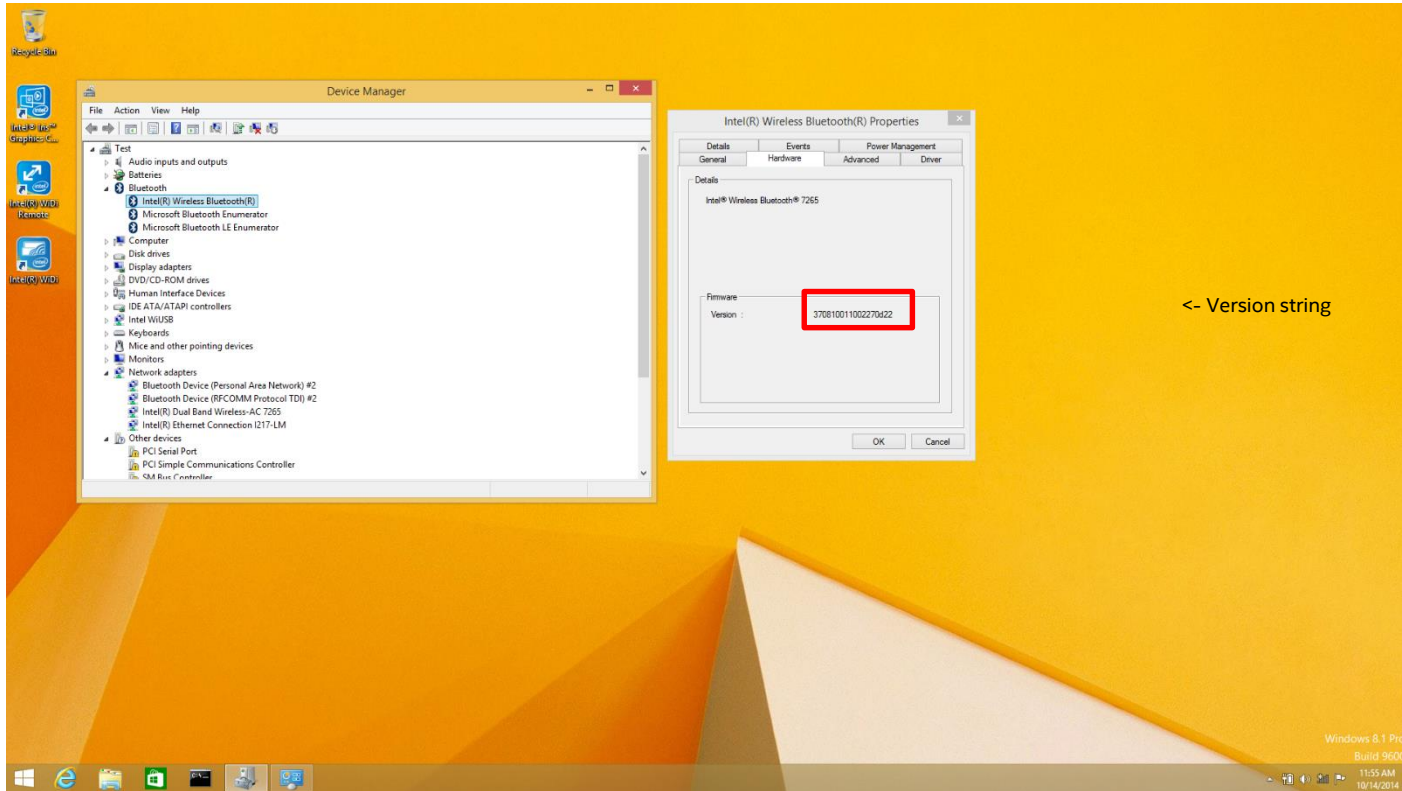 Recycle Bin
Intel® Iris™
Graphics C...
Intel(R) WiDi
Remote
Intel(R) WiDi
Device Manager
File Action View Help
Test
Audio inputs and outputs
Batteries
Bluetooth
Intel(R) Wireless Bluetooth(R)
Microsoft Bluetooth Enumerator
Microsoft Bluetooth LE Enumerator
Computer
Disk drives
Display adapters
DVD/CD-ROM drives
Human Interface Devices
IDE ATA/ATAPI controllers
Intel WiUSB
Keyboards
Mice and other pointing devices
Monitors
Network adapters
Bluetooth Device (Personal Area Network) #2
Bluetooth Device (RFCOMM Protocol TDI) #2
Intel(R) Dual Band Wireless-AC 7265
Intel(R) Ethernet Connection I217-LM
Other devices
PCI Serial Port
PCI Simple Communications Controller
SM Bus Controller
Intel(R) Wireless Bluetooth(R) Properties
Details Events Power Management
General Hardware Advanced Driver
Details
Intel® Wireless Bluetooth® 7265
Firmware
Version : 370810011002270d22
OK Cancel
<- Version string
Windows 8.1 Pro
Build 9600
11:55 AM
10/14/2014